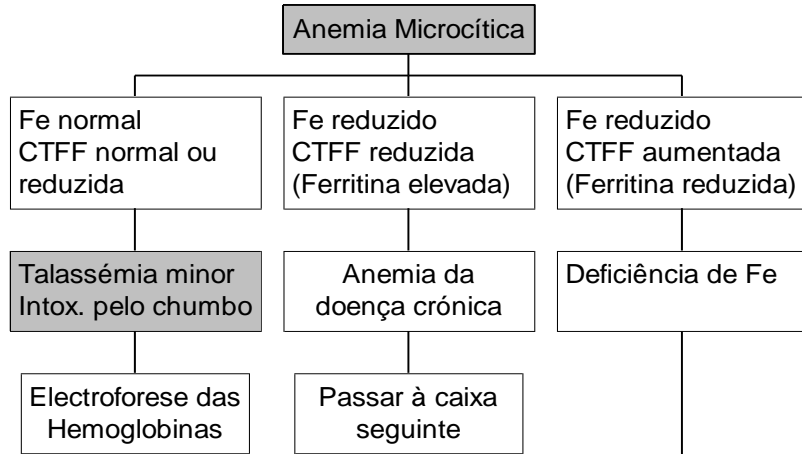 Anemia Microcítica
Fe normal
CTFF normal ou
reduzida
Fe reduzido
CTFF reduzida
(Ferritina elevada)
Fe reduzido
CTFF aumentada
(Ferritina reduzida)
Talassémia minor
Intox. pelo chumbo
Anemia da
doença crónica
Deficiência de Fe
Electroforese das
Hemoglobinas
Passar à caixa
seguinte